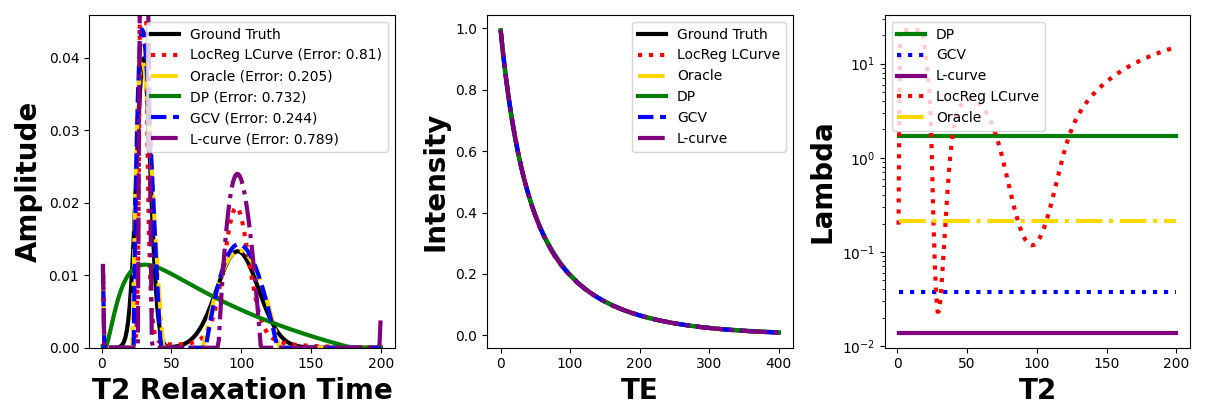 Amplitude
0.00
0.01
0.02
0.03
0.04
0
50
100
150
200
T2 Relaxation Time
Ground Truth
LocReg LCurve (Error: 0.81)
Oracle (Error: 0.205)
DP (Error: 0.732)
GCV (Error: 0.244)
L-curve (Error: 0.789)
Intensity
0.0
0.2
0.4
0.6
0.8
1.0
0
100
200
300
400
TE
Ground Truth
LocReg LCurve
Oracle
DP
GCV
L-curve
Lambda
10⁻²
10⁻¹
10⁰
10¹
0
50
100
150
200
T2
DP
GCV
L-curve
LocReg LCurve
Oracle